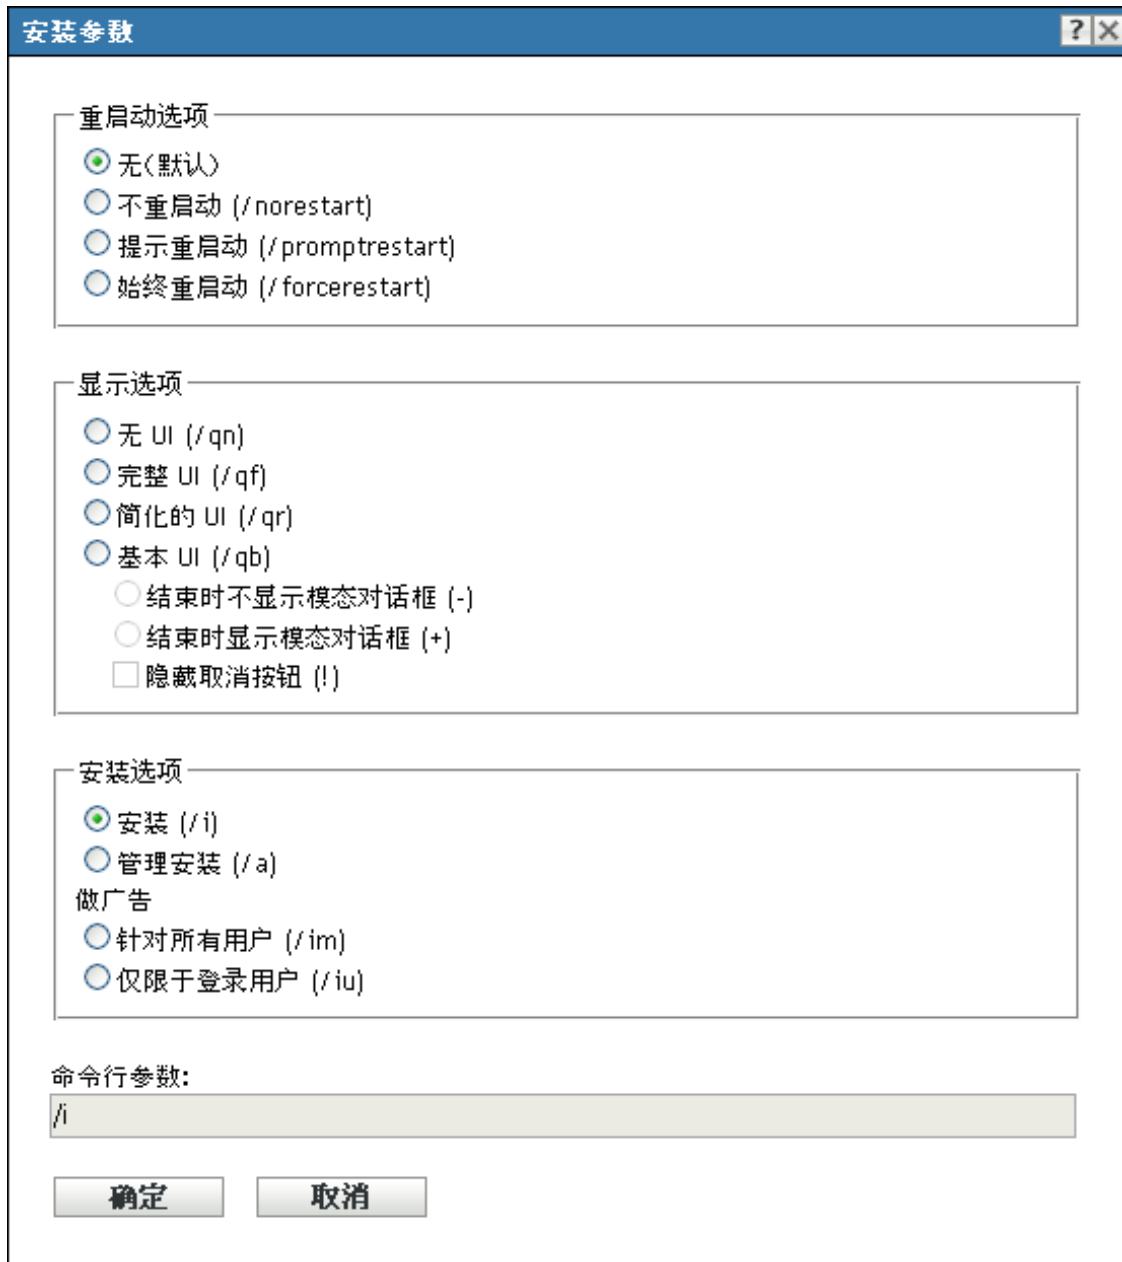 安装参数
重启动选项
无(默认)
不重启动 (/norestart)
提示重启动 (/promptrestart)
始终重启动 (/forcerestart)
显示选项
无 UI (/qn)
完整 UI (/qf)
简化的 UI (/qr)
基本 UI (/qb)
结束时不显示模态对话框 (-)
结束时显示模态对话框 (+)
隐藏取消按钮 (!)
安装选项
安装 (/i)
管理安装 (/a)
做广告
针对所有用户 (/im)
仅限于登录用户 (/iu)
命令行参数:
/i
确定 取消